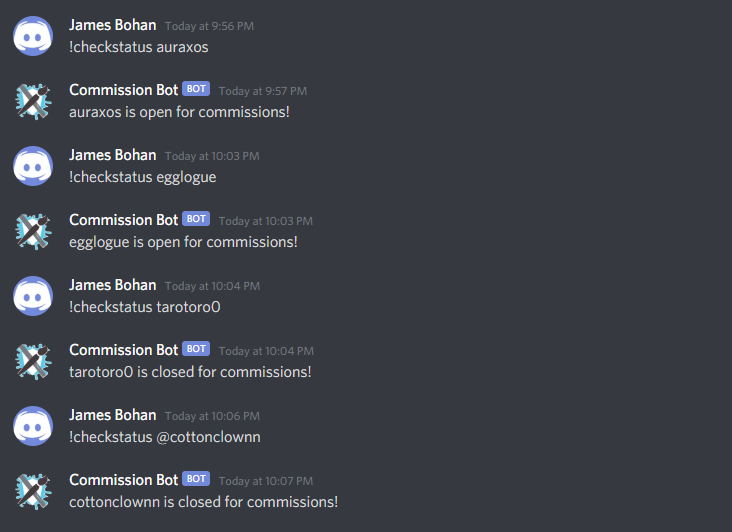 James Bohan Today at 9:56 PM
!checkstatus auraxos
Commission Bot BOT Today at 9:57 PM
auraxos is open for commissions!
James Bohan Today at 10:03 PM
!checkstatus egglogue
Commission Bot BOT Today at 10:03 PM
egglogue is open for commissions!
James Bohan Today at 10:04 PM
!checkstatus tarotoro0
Commission Bot BOT Today at 10:04 PM
tarotoro0 is closed for commissions!
James Bohan Today at 10:06 PM
!checkstatus @cottonclownn
Commission Bot BOT Today at 10:07 PM
cottonclownn is closed for commissions!